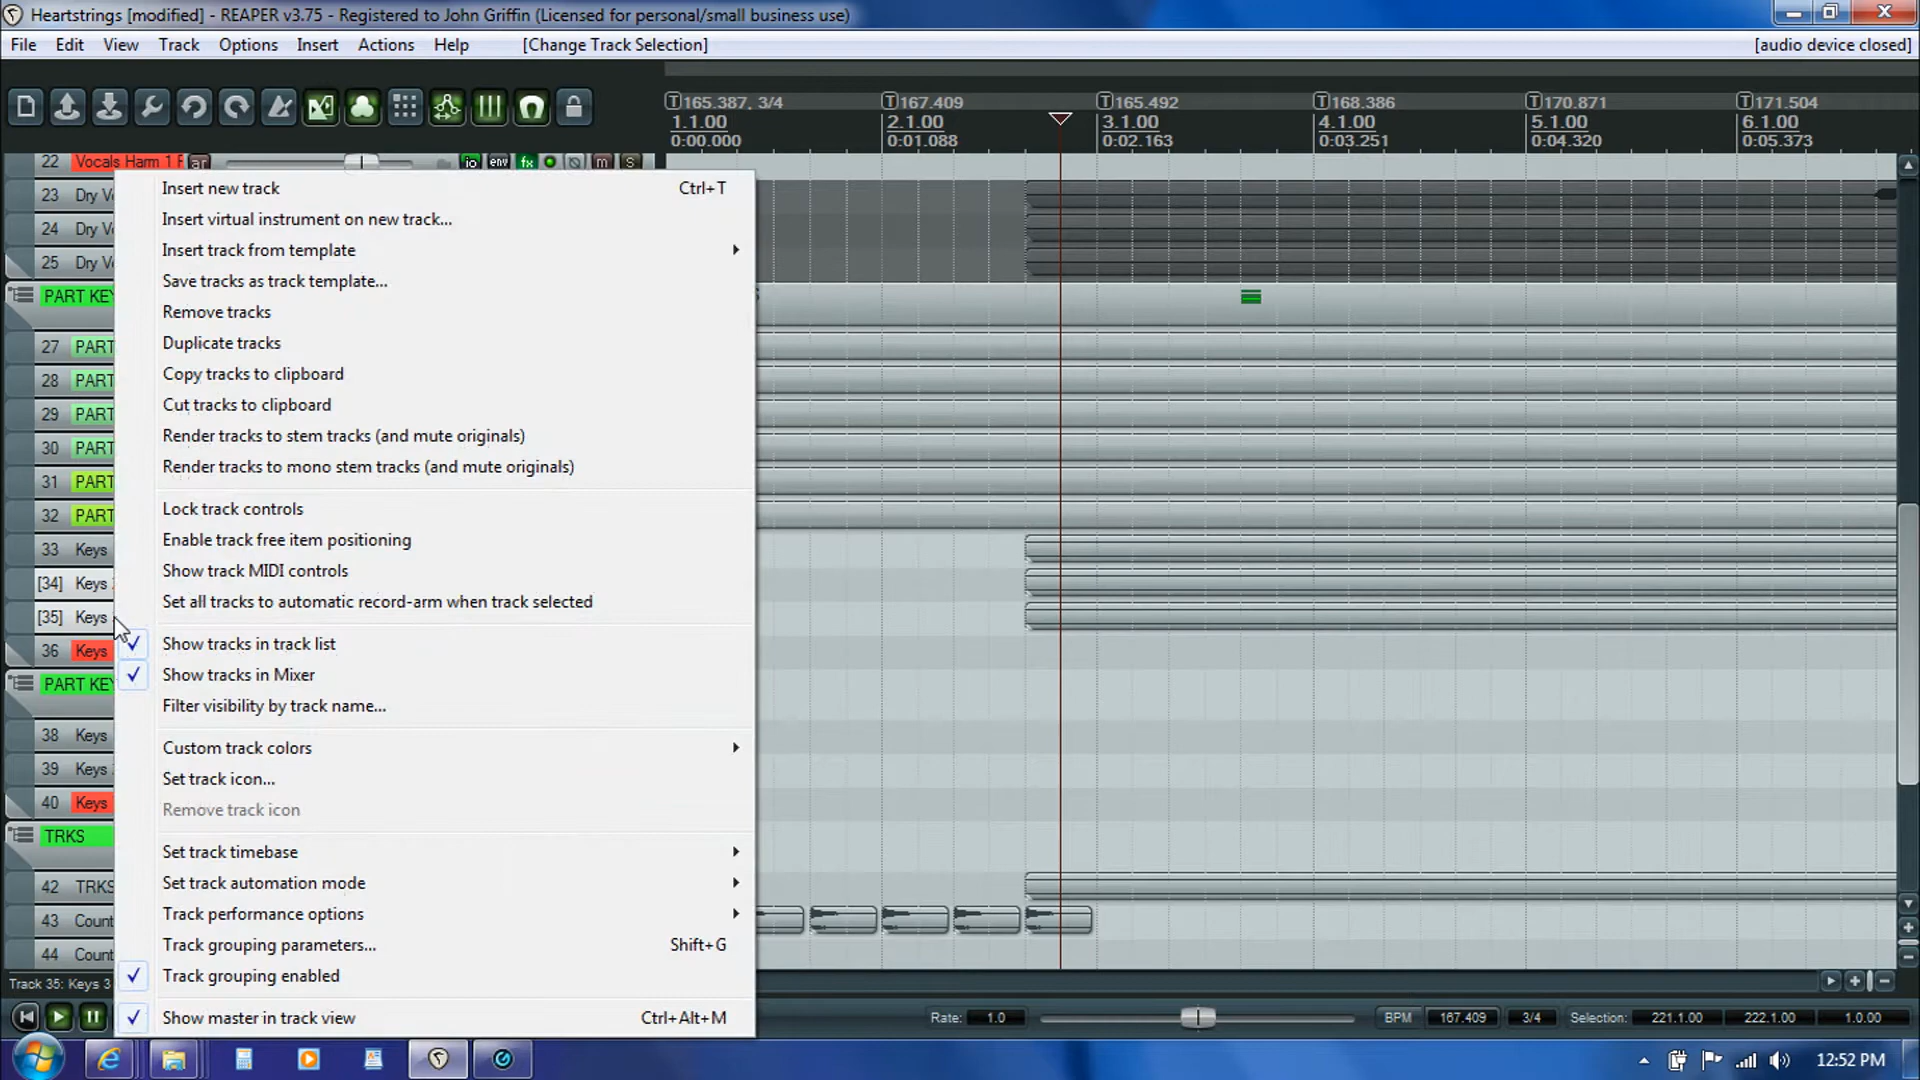 Heartstrings [modified] - REAPER v3.75 - Registered to John Griffin (Licensed for personal/small business use)
File Edit View Track Options Insert Actions Help [Change Track Selection] [audio device closed]
165.387, 3/4 167.409 165.492 168.386 170.871 171.504
1.1.00 2.1.00 3.1.00 4.1.00 5.1.00 6.1.00
0:00.000 0:01.088 0:02.163 0:03.251 0:04.320 0:05.373
22 Vocals Harm 1 F ar io env fx m S
23 Dry V
24 Dry V
25 Dry V
PART KEY
27 PART
28 PART
29 PART
30 PART
31 PART
32 PART
33 Keys
[34] Keys
[35] Keys
36 Keys
PART KEY
38 Keys
39 Keys
40 Keys
TRKS
42 TRKS
43 Count
44 Count
Track 35: Keys 3
Insert new track Ctrl+T
Insert virtual instrument on new track...
Insert track from template
Save tracks as track template...
Remove tracks
Duplicate tracks
Copy tracks to clipboard
Cut tracks to clipboard
Render tracks to stem tracks (and mute originals)
Render tracks to mono stem tracks (and mute originals)
Lock track controls
Enable track free item positioning
Show track MIDI controls
Set all tracks to automatic record-arm when track selected
Show tracks in track list
Show tracks in Mixer
Filter visibility by track name...
Custom track colors
Set track icon...
Remove track icon
Set track timebase
Set track automation mode
Track performance options
Track grouping parameters... Shift+G
Track grouping enabled
Show master in track view Ctrl+Alt+M
Rate: 1.0 BPM 167.409 3/4 Selection: 221.1.00 222.1.00 1.0.00
12:52 PM